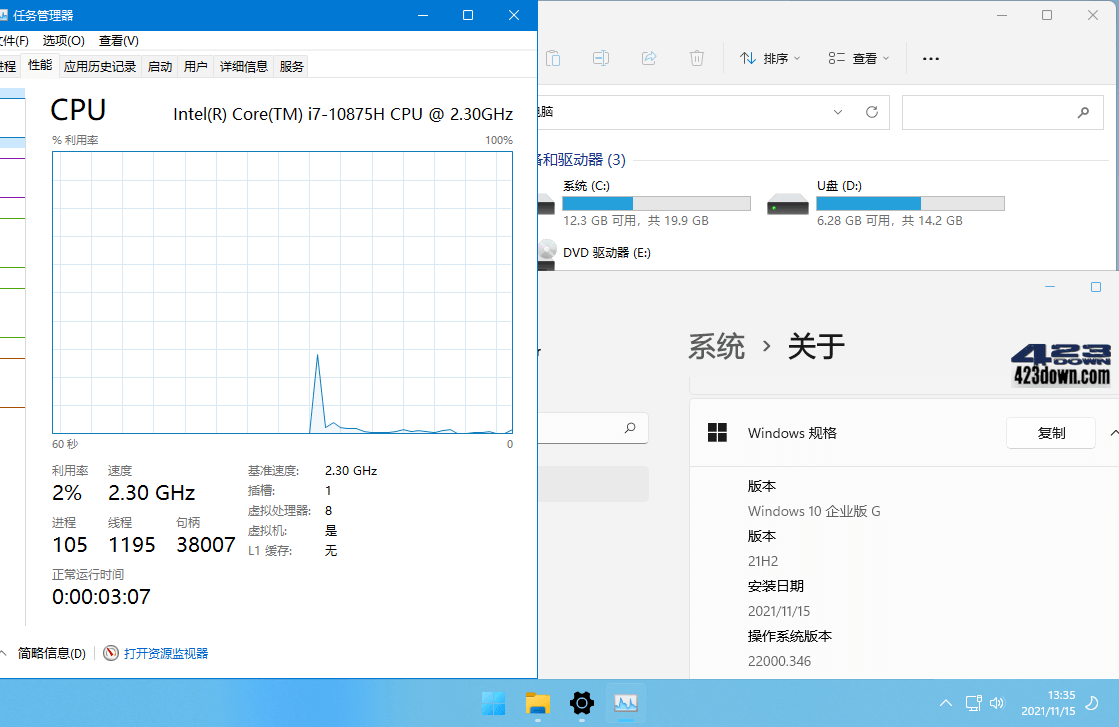 任务管理器
文件(F) 选项(O) 查看(V)
进程 性能 应用历史记录 启动 用户 详细信息 服务
CPU
Intel(R) Core(TM) i7-10875H CPU @ 2.30GHz
% 利用率
100%
60 秒
0
利用率 速度
2% 2.30 GHz
进程 线程 句柄
105 1195 38007
正常运行时间
0:00:03:07
基准速度: 2.30 GHz
插槽: 1
虚拟处理器: 8
虚拟机: 是
L1 缓存: 无
简略信息(D)
打开资源监视器
排序
查看
电脑
和驱动器 (3)
系统 (C:)
12.3 GB 可用，共 19.9 GB
U盘 (D:)
6.28 GB 可用，共 14.2 GB
DVD 驱动器 (E:)
系统 › 关于
423
DOWN
423down.com
Windows 规格
复制
版本
Windows 10 企业版 G
版本
21H2
安装日期
2021/11/15
操作系统版本
22000.346
13:35
2021/11/15